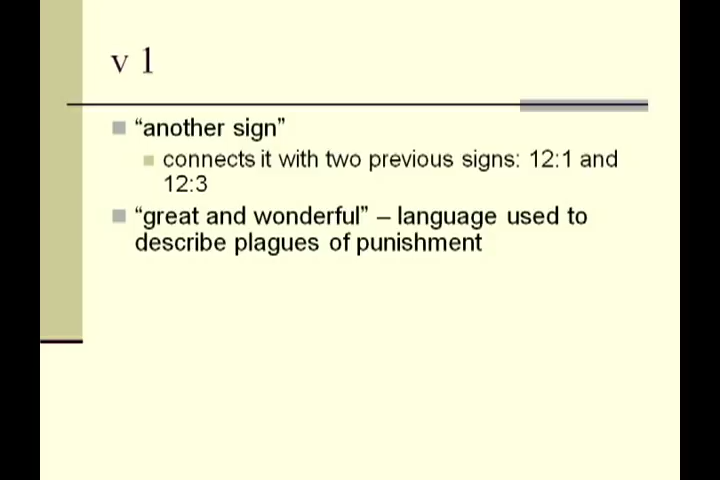 v 1
“another sign”
connects it with two previous signs: 12:1 and
12:3
“great and wonderful” – language used to
describe plagues of punishment